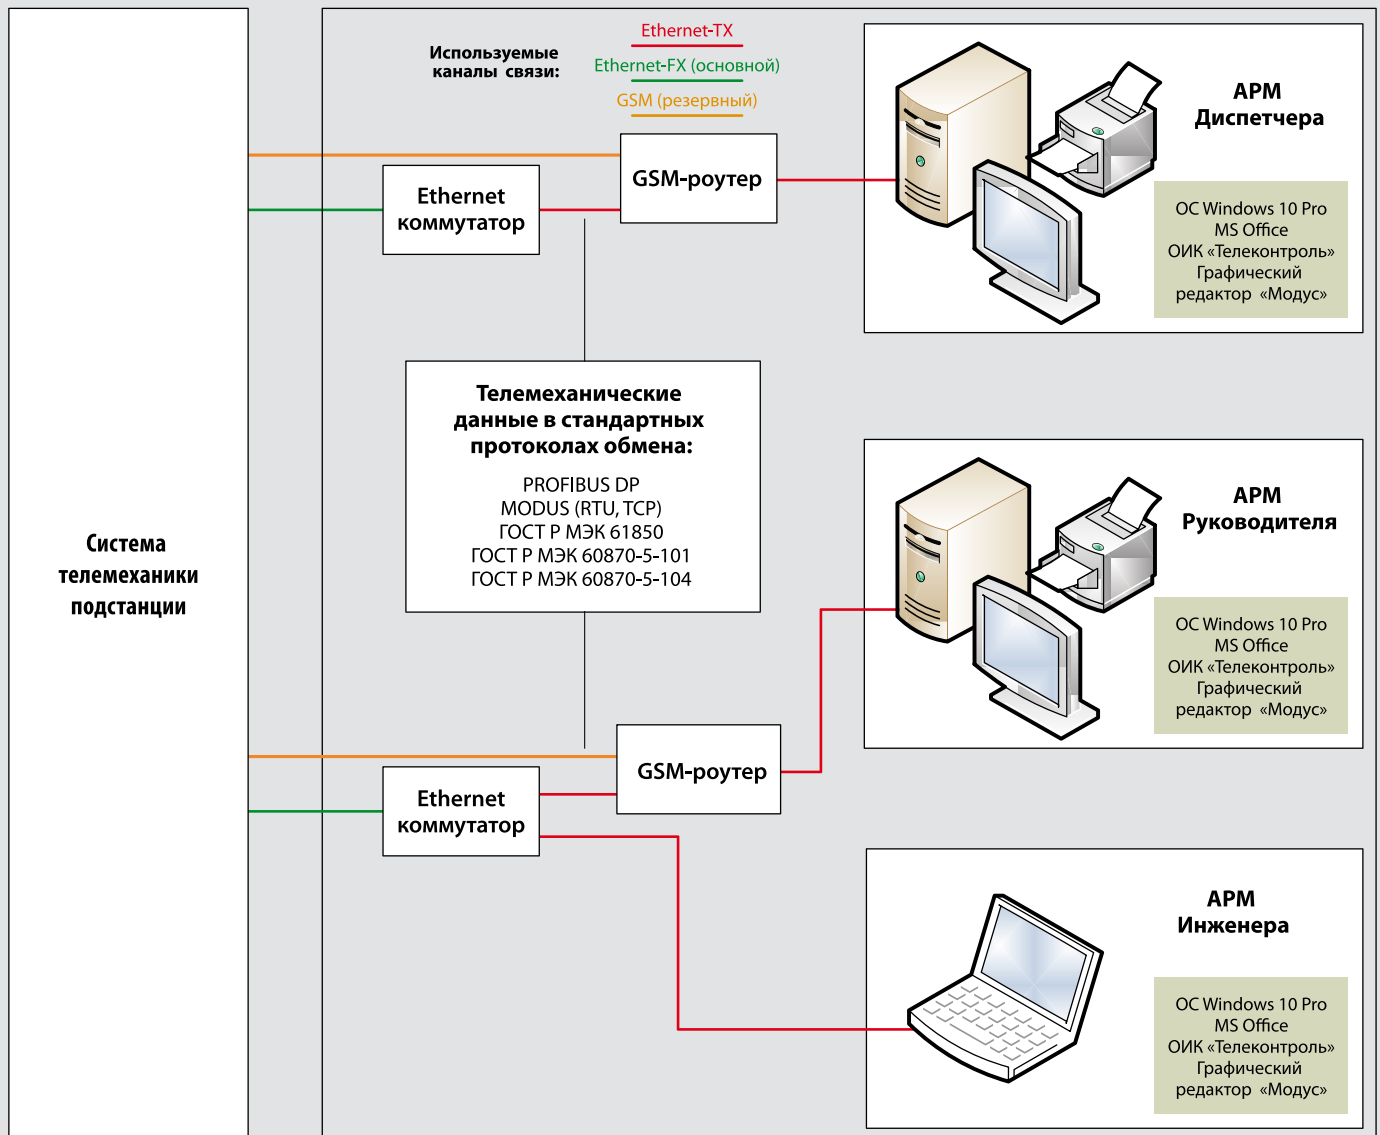 Используемые
каналы связи:
Ethernet-TX
Ethernet-FX (основной)
GSM (резервный)
Ethernet
коммутатор
GSM-роутер
АРМ
Диспетчера
ОС Windows 10 Pro
MS Office
ОИК «Телеконтроль»
Графический
редактор «Модус»
Телемеханические
данные в стандартных
протоколах обмена:
PROFIBUS DP
MODUS (RTU, TCP)
ГОСТ Р МЭК 61850
ГОСТ Р МЭК 60870-5-101
ГОСТ Р МЭК 60870-5-104
Система
телемеханики
подстанции
АРМ
Руководителя
ОС Windows 10 Pro
MS Office
ОИК «Телеконтроль»
Графический
редактор «Модус»
GSM-роутер
Ethernet
коммутатор
АРМ
Инженера
ОС Windows 10 Pro
MS Office
ОИК «Телеконтроль»
Графический
редактор «Модус»